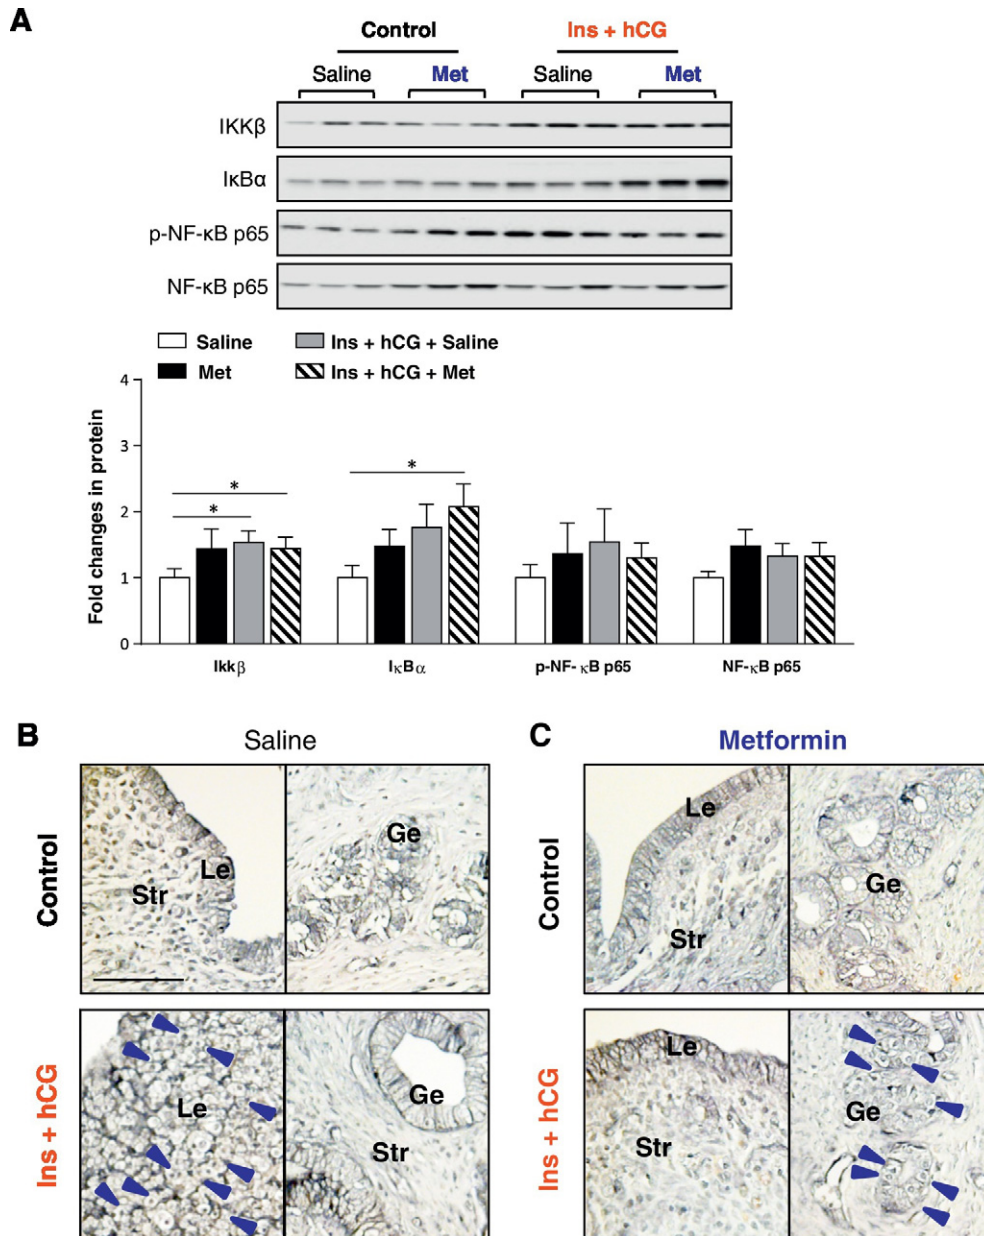 A
Control Ins + hCG
Saline Met Saline Met
IKKβ
IκBα
p-NF-κB p65
NF-κB p65
Saline Ins + hCG + Saline
Met Ins + hCG + Met
Fold changes in protein
4
3
2
1
0
*
*
*
Ikkβ IκBα p-NF-κB p65 NF-κB p65
B Saline
C Metformin
Control
Le
Str
Ge
Control
Le
Str
Ge
Ins + hCG
Le
Ge
Str
Ins + hCG
Le
Str
Ge